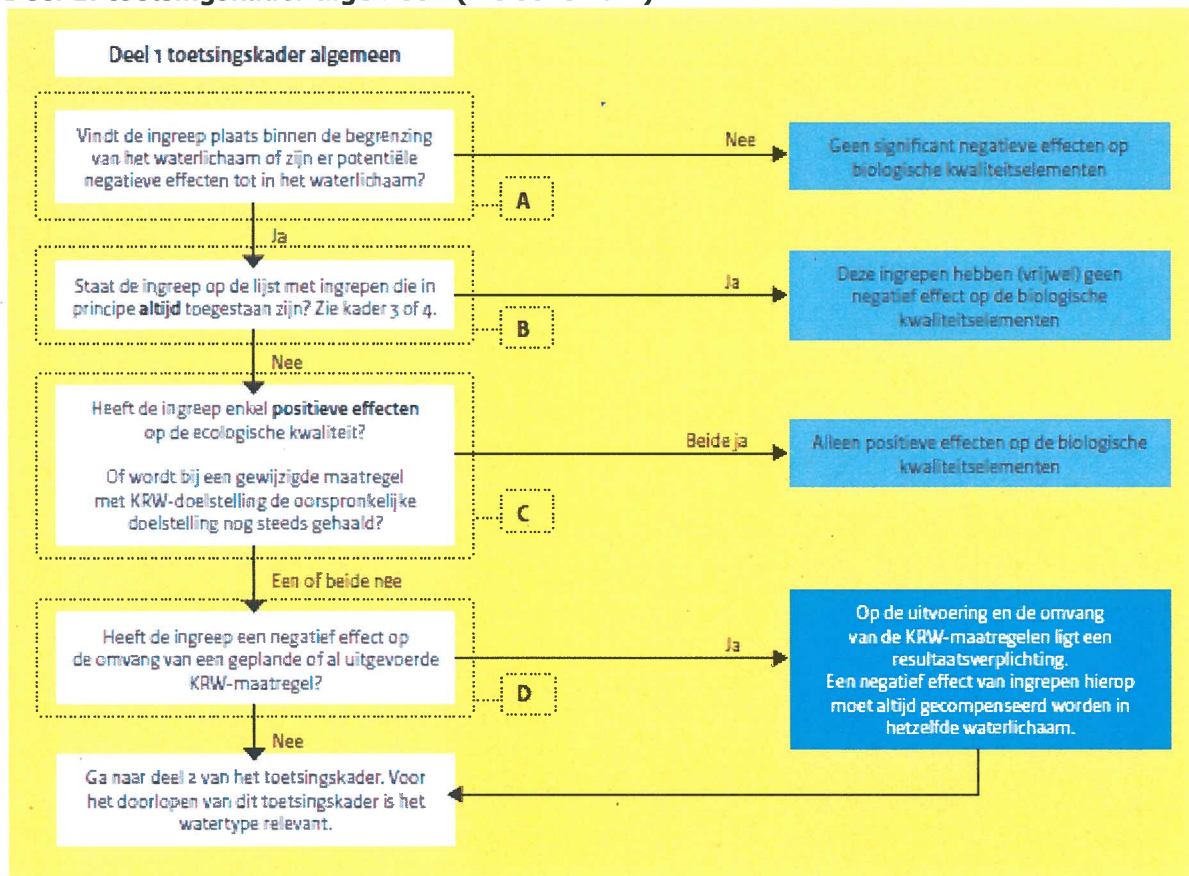 Deel 1 toetsingskader algemeen
Vindt de ingreep plaats binnen de begrenzing
van het waterlichaam of zijn er potentiële
negatieve effecten tot in het waterlichaam?
Nee
Geen significant negatieve effecten op
biologische kwaliteitselementen
A
Ja
Staat de ingreep op de lijst met ingrepen die in
principe altijd toegestaan zijn? Zie kader 3 of 4.
Ja
Deze ingrepen hebben (vrijwel) geen
negatief effect op de biologische
kwaliteitselementen
B
Nee
Heeft de ingreep enkel positieve effecten
op de ecologische kwaliteit?
Of wordt bij een gewijzigde maatregel
met KRW-doelstelling de oorspronkelijke
doelstelling nog steeds gehaald?
Beide ja
Alleen positieve effecten op de biologische
kwaliteitselementen
C
Een of beide nee
Heeft de ingreep een negatief effect op
de omvang van een geplande of al uitgevoerde
KRW-maatregel?
Ja
Op de uitvoering en de omvang
van de KRW-maatregelen ligt een
resultaatsverplichting.
Een negatief effect van ingrepen hierop
moet altijd gecompenseerd worden in
hetzelfde waterlichaam.
D
Nee
Ga naar deel 2 van het toetsingskader. Voor
het doorlopen van dit toetsingskader is het
watertype relevant.